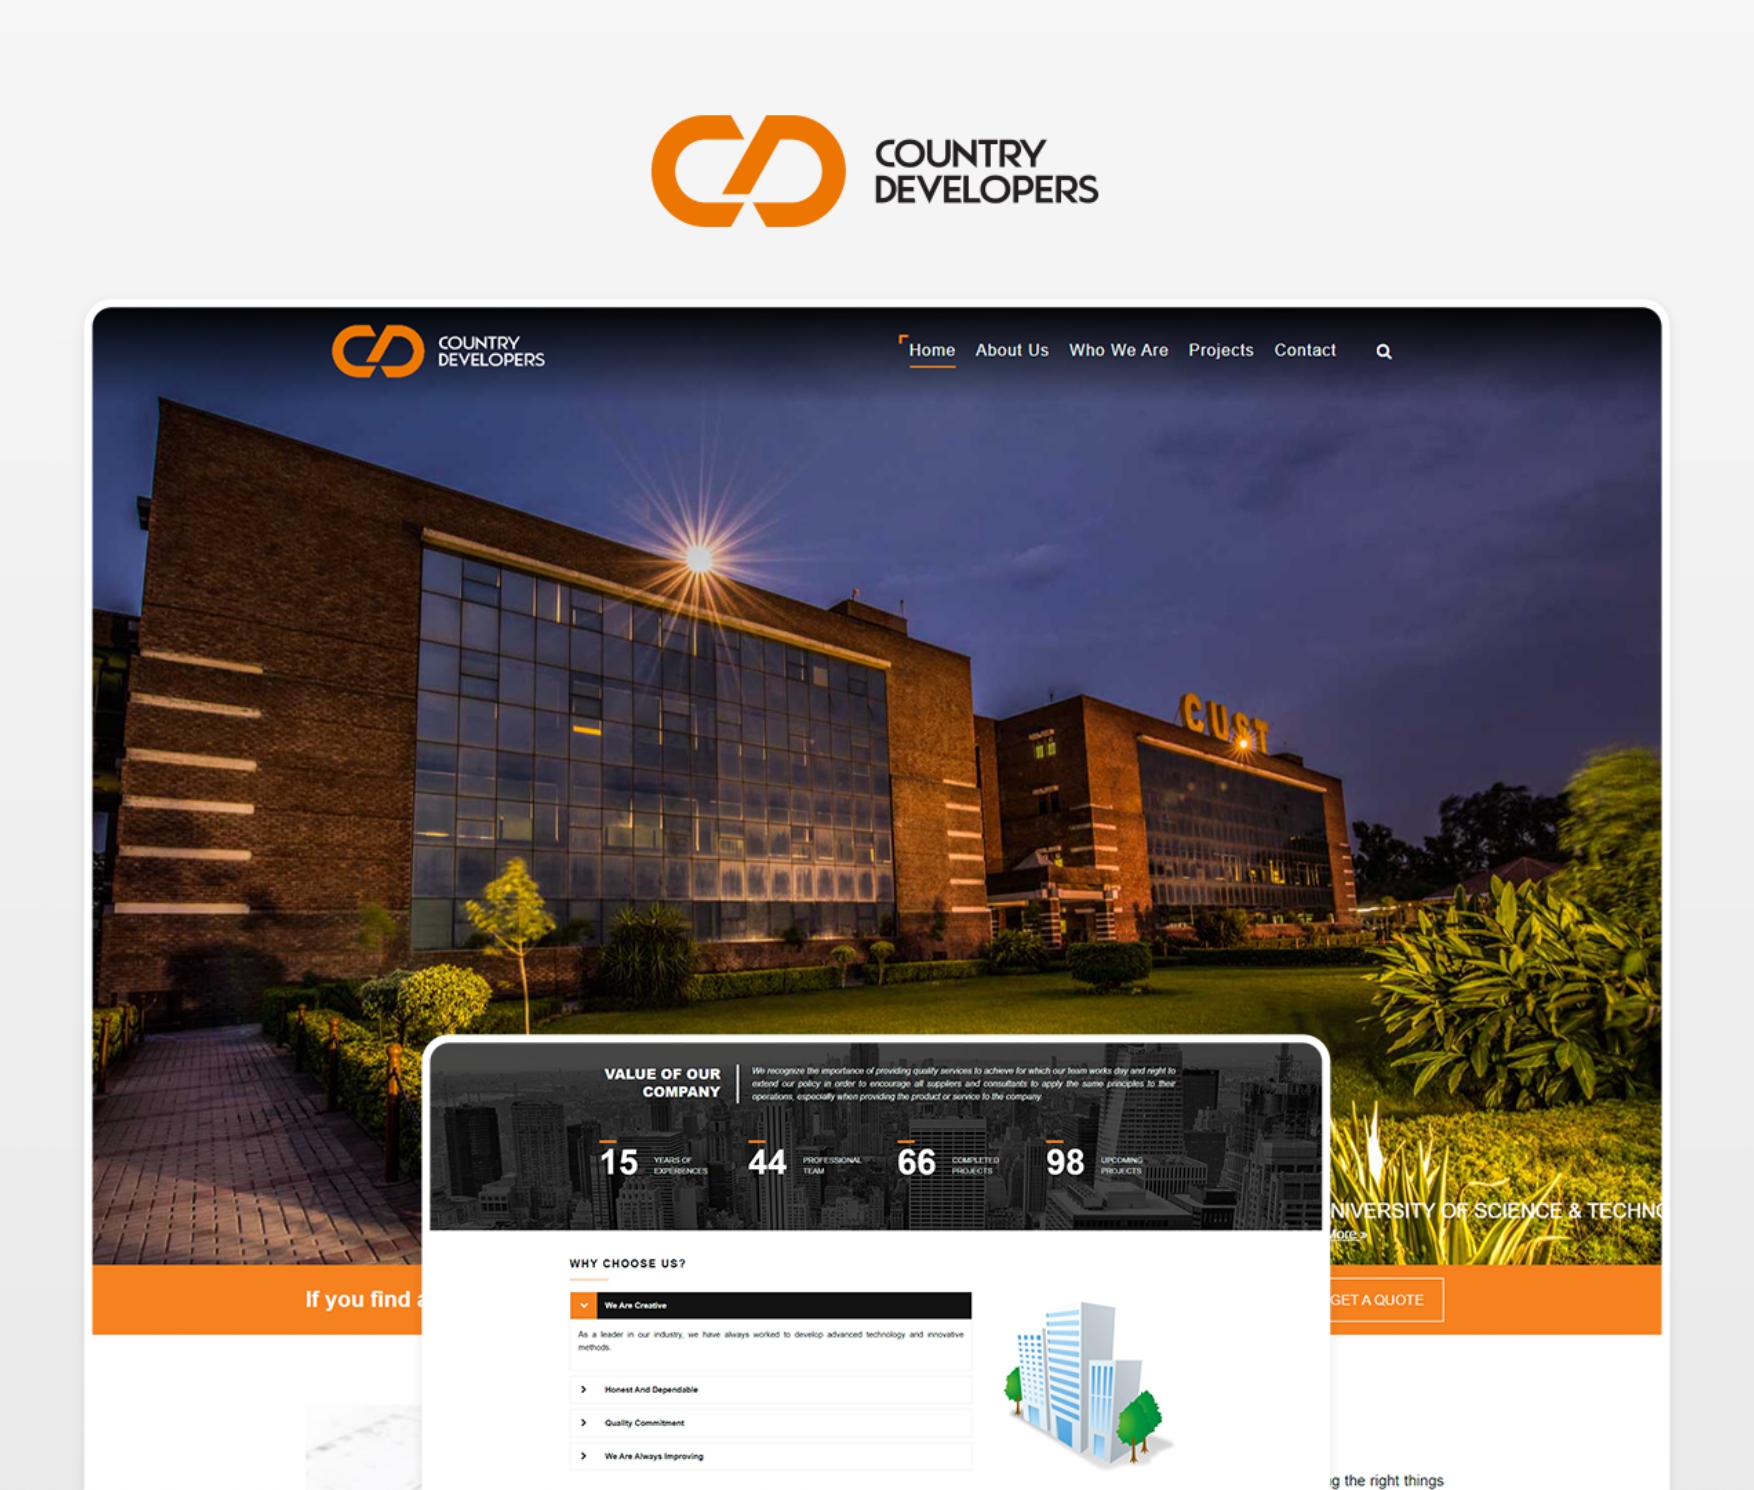 COUNTRY
DEVELOPERS
COUNTRY
DEVELOPERS
Home About Us Who We Are Projects Contact
CUST
VALUE OF OUR
COMPANY
We recognize the importance of providing quality services to achieve for which our team works day and night to
extend our policy in order to encourage all suppliers and consultants to apply the same principles to their
operations, especially when providing the product or service to the company.
15 YEARS OF
EXPERIENCES
44 PROFESSIONAL
TEAM
66 COMPLETED
PROJECTS
98 UPCOMING
PROJECTS
NIVERSITY OF SCIENCE & TECHNO
More »
If you find a
GET A QUOTE
WHY CHOOSE US?
We Are Creative
As a leader in our industry, we have always worked to develop advanced technology and innovative
methods.
Honest And Dependable
Quality Commitment
We Are Always Improving
g the right things